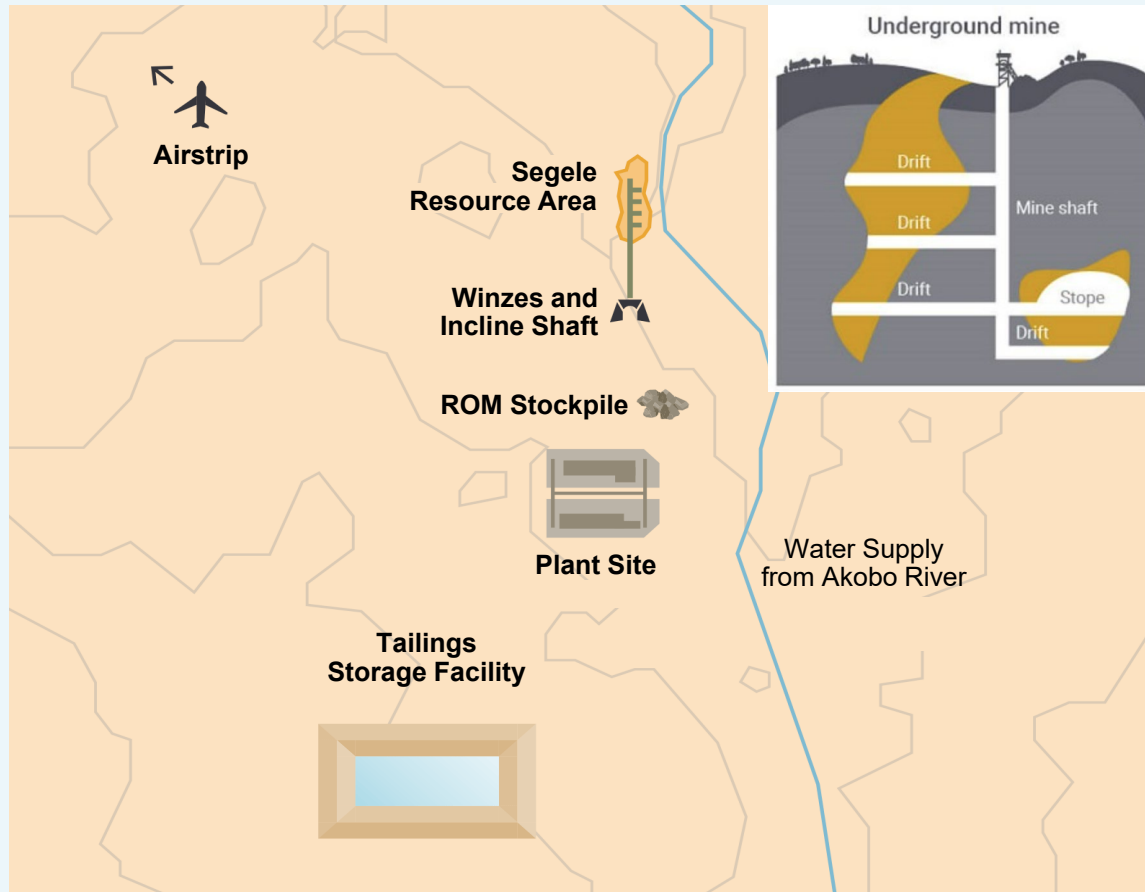 Underground mine
Drift
Mine shaft
Drift
Drift
Stope
Drift
Airstrip
Segele
Resource Area
Winzes and
Incline Shaft
ROM Stockpile
Plant Site
Water Supply
from Akobo River
Tailings
Storage Facility